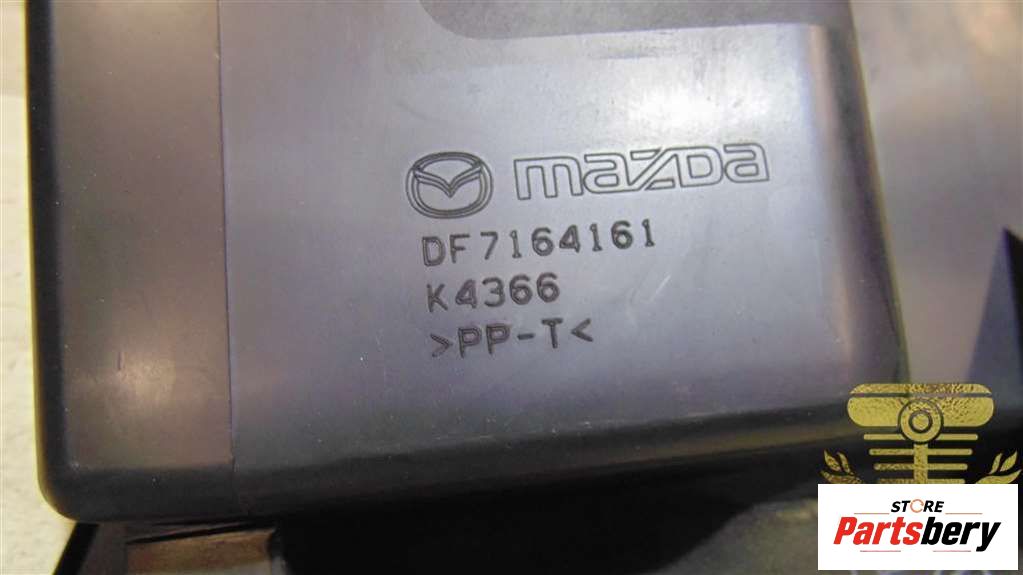 mazda
DF7164161
K4366
>PP-T<
STORE
Partsbery